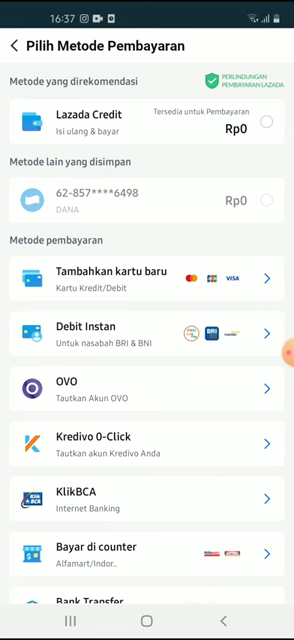 16:37
Pilih Metode Pembayaran
Metode yang direkomendasi
PERLINDUNGAN
PEMBAYARAN LAZADA
Lazada Credit
Isi ulang & bayar
Tersedia untuk Pembayaran
Rp0
Metode lain yang disimpan
62-857****6498
DANA
Rp0
Metode pembayaran
Tambahkan kartu baru
Kartu Kredit/Debit
JCB
VISA
Debit Instan
Untuk nasabah BRI & BNI
BRI
OVO
Tautkan Akun OVO
Kredivo 0-Click
Tautkan akun Kredivo Anda
Klik
BCA
KlikBCA
Internet Banking
Bayar di counter
Alfamart/Indor..
Bank Transfer